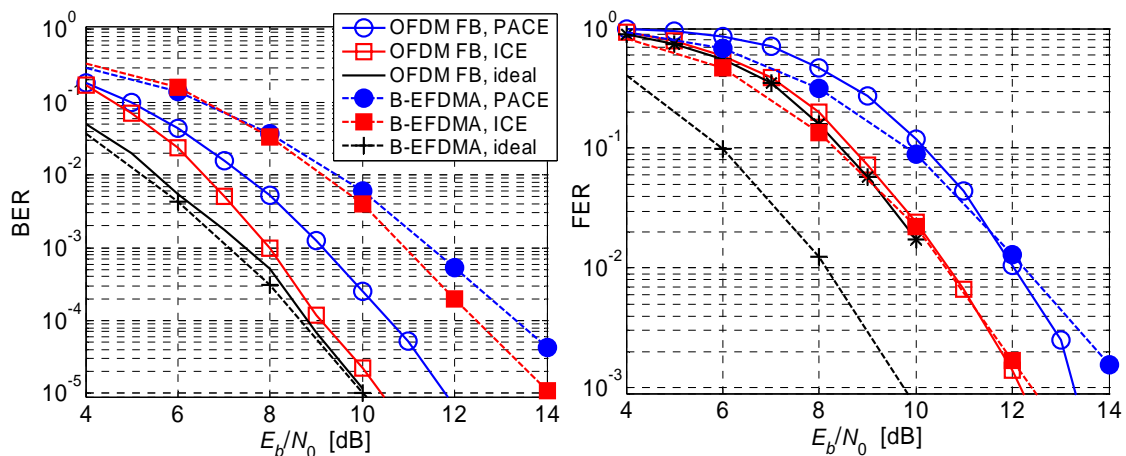 10^0
10^-1
10^-2
10^-3
10^-4
10^-5
BER
4 6 8 10 12 14
E_b/N_0 [dB]
OFDM FB, PACE
OFDM FB, ICE
OFDM FB, ideal
B-EFDMA, PACE
B-EFDMA, ICE
B-EFDMA, ideal
10^0
10^-1
10^-2
10^-3
FER
4 6 8 10 12 14
E_b/N_0 [dB]